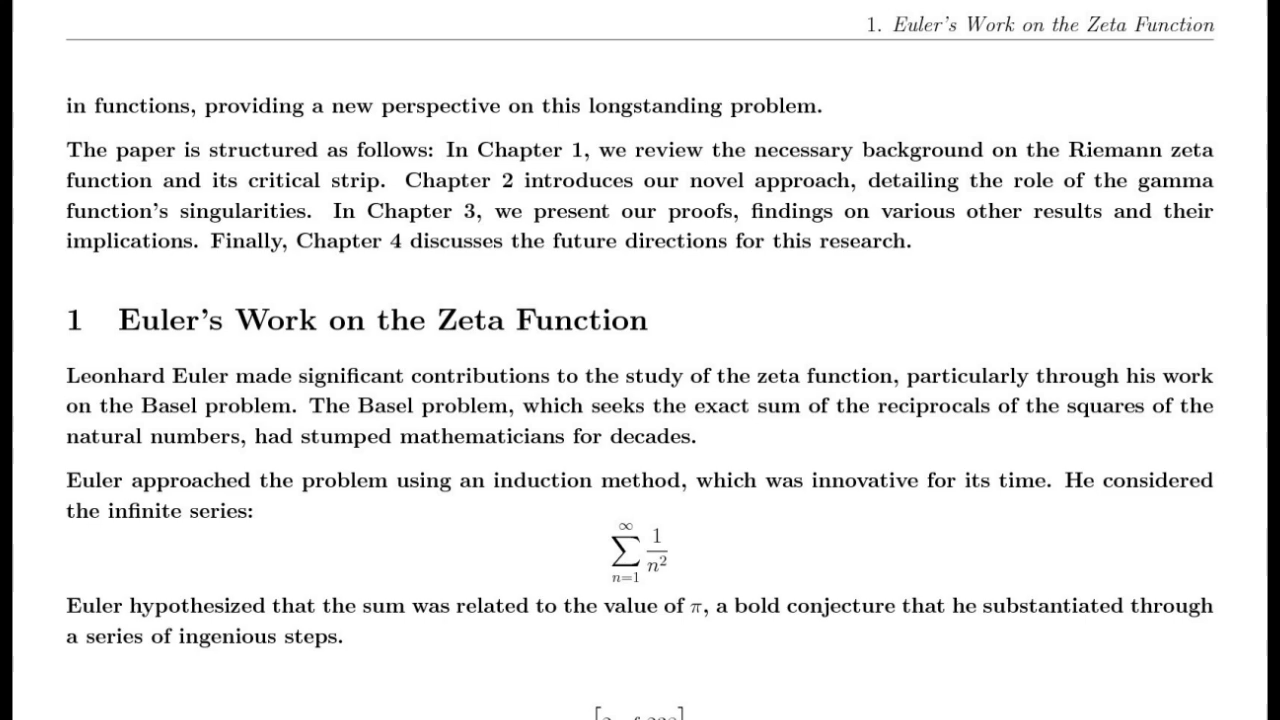 1. Euler's Work on the Zeta Function
in functions, providing a new perspective on this longstanding problem.
The paper is structured as follows: In Chapter 1, we review the necessary background on the Riemann zeta
function and its critical strip. Chapter 2 introduces our novel approach, detailing the role of the gamma
function's singularities. In Chapter 3, we present our proofs, findings on various other results and their
implications. Finally, Chapter 4 discusses the future directions for this research.
1 Euler's Work on the Zeta Function
Leonhard Euler made significant contributions to the study of the zeta function, particularly through his work
on the Basel problem. The Basel problem, which seeks the exact sum of the reciprocals of the squares of the
natural numbers, had stumped mathematicians for decades.
Euler approached the problem using an induction method, which was innovative for its time. He considered
the infinite series:
∞
∑ 1/n²
n=1
Euler hypothesized that the sum was related to the value of π, a bold conjecture that he substantiated through
a series of ingenious steps.